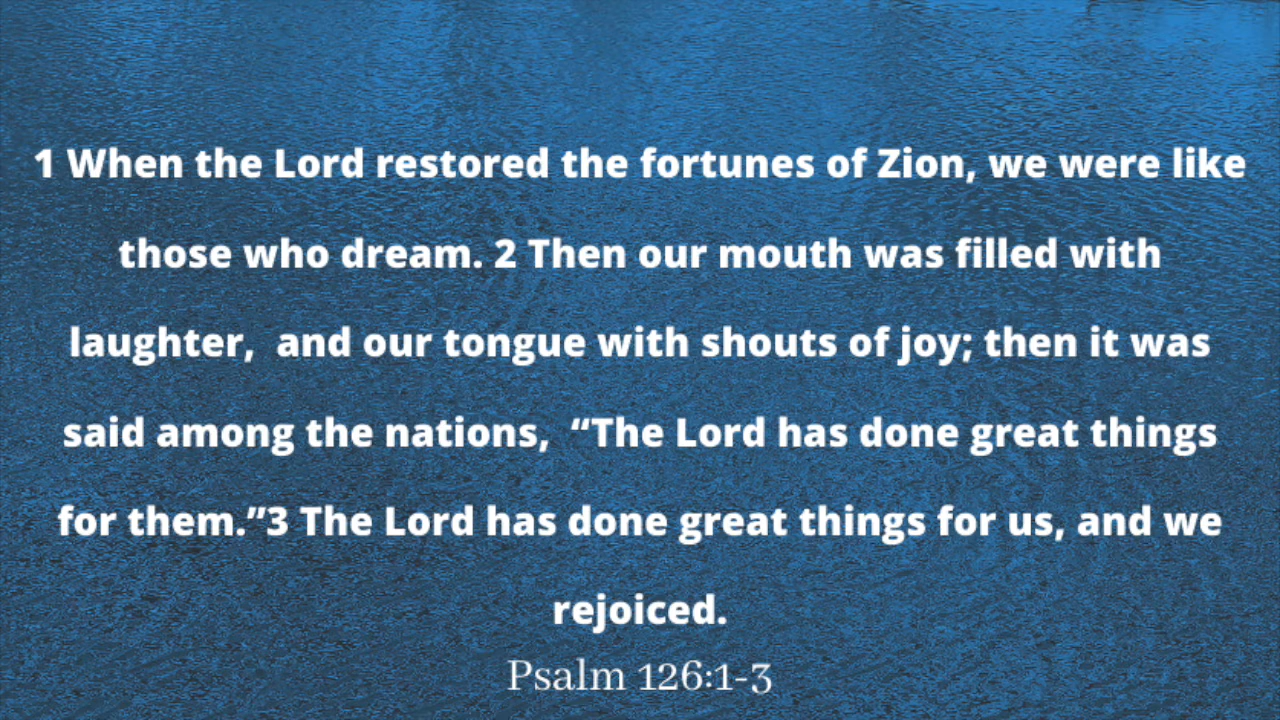 1 When the Lord restored the fortunes of Zion, we were like
those who dream. 2 Then our mouth was filled with
laughter,  and our tongue with shouts of joy; then it was
said among the nations,  “The Lord has done great things
for them.”3 The Lord has done great things for us, and we
rejoiced.
Psalm 126:1-3